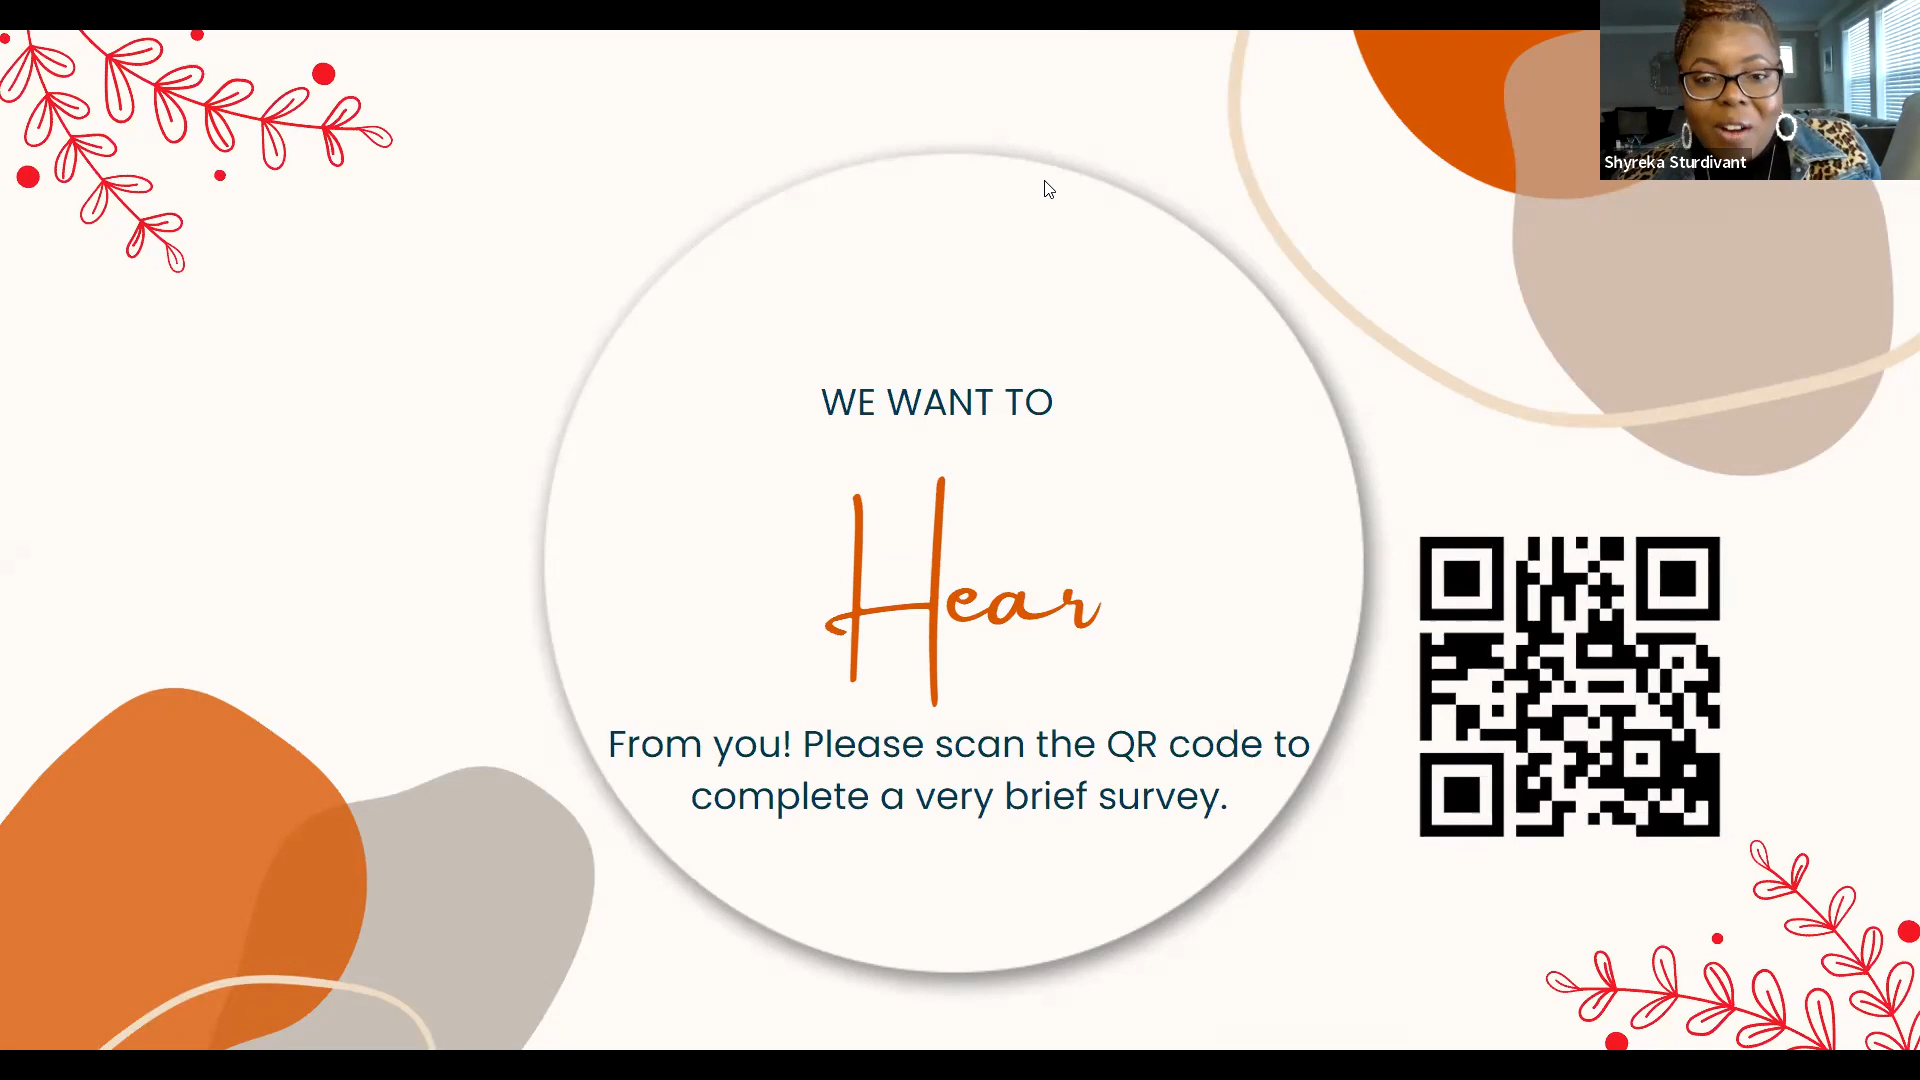 Shyreka Sturdivant
WE WANT TO
Hear
From you! Please scan the QR code to
complete a very brief survey.